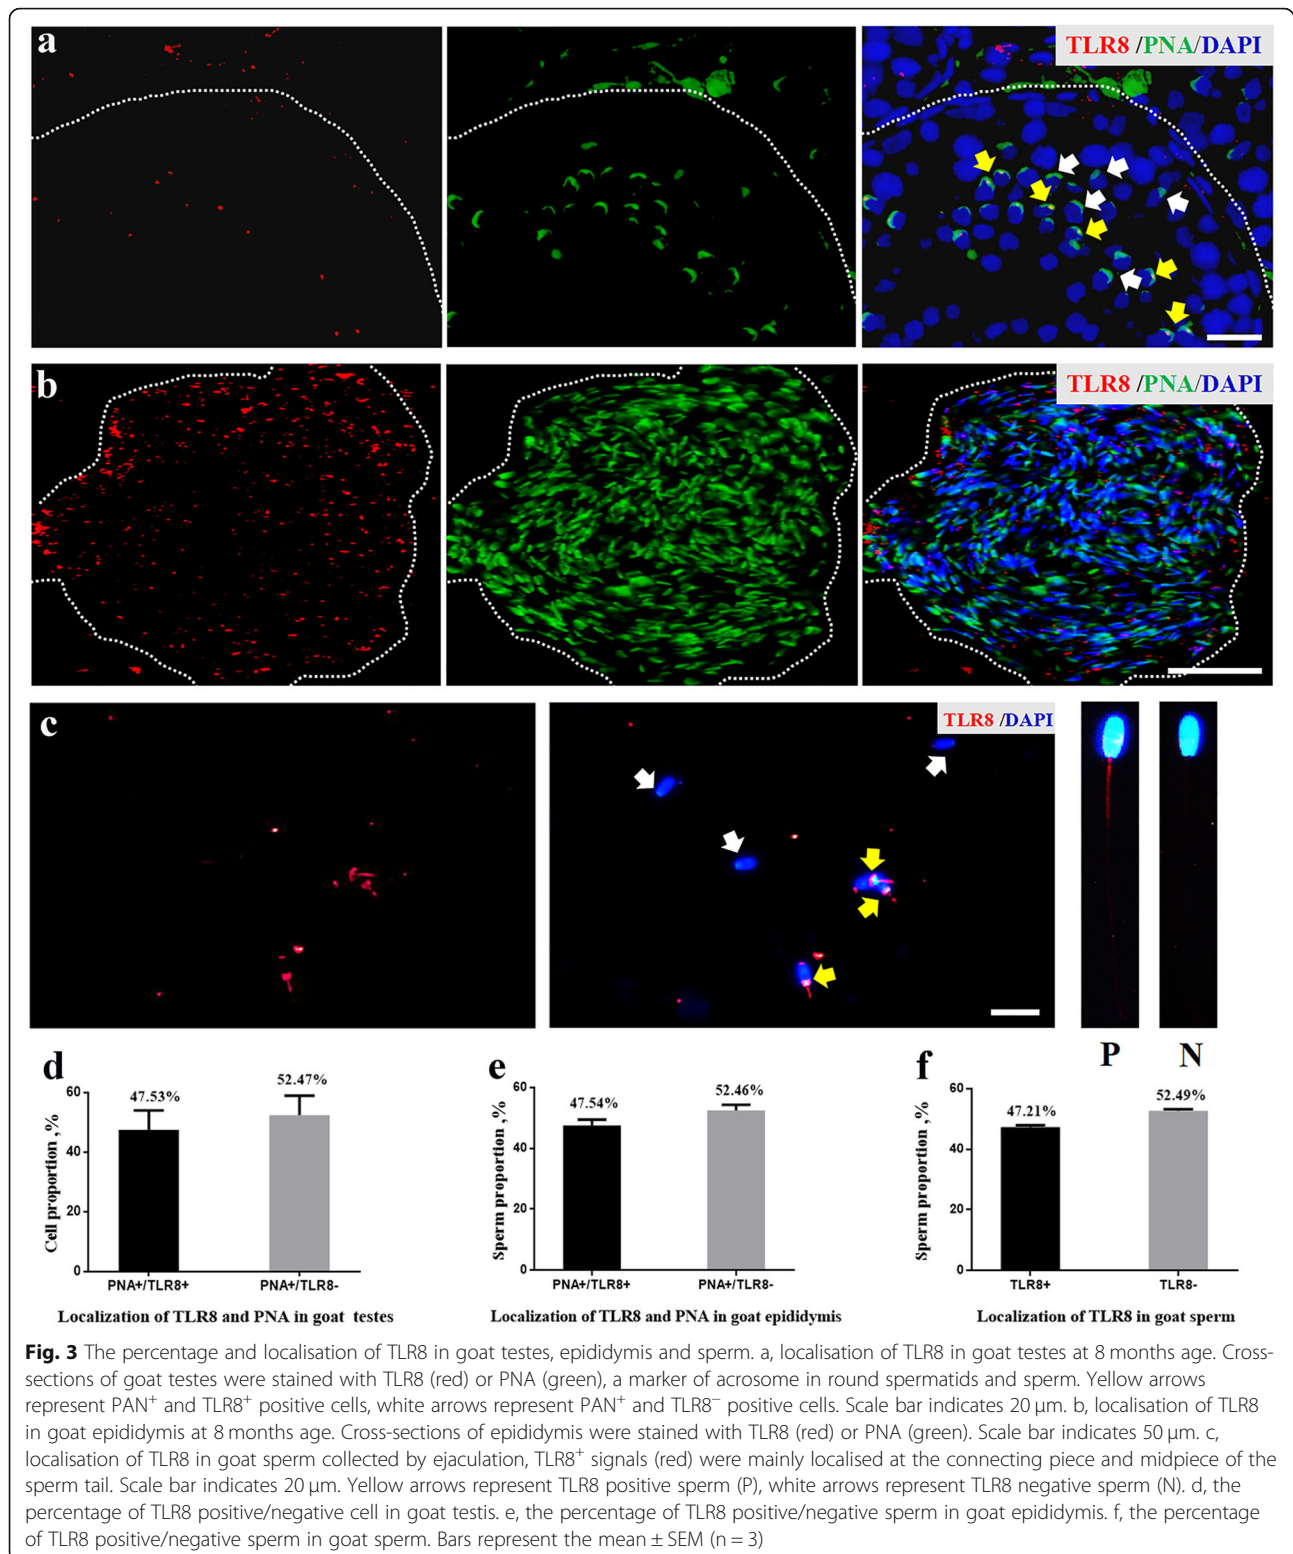 a
TLR8 /PNA/DAPI
b
TLR8 /PNA/DAPI
c
TLR8 /DAPI
P
N
d
60
40
20
0
47.53%
52.47%
Cell proportion ,%
PNA+/TLR8+
PNA+/TLR8-
Localization of TLR8 and PNA in goat testes
e
60
40
20
0
47.54%
52.46%
Sperm proportion ,%
PNA+/TLR8+
PNA+/TLR8-
Localization of TLR8 and PNA in goat epididymis
f
60
40
20
0
47.21%
52.49%
Sperm proportion ,%
TLR8+
TLR8-
Localization of TLR8 in goat sperm
Fig. 3 The percentage and localisation of TLR8 in goat testes, epididymis and sperm. a, localisation of TLR8 in goat testes at 8 months age. Cross-
sections of goat testes were stained with TLR8 (red) or PNA (green), a marker of acrosome in round spermatids and sperm. Yellow arrows
represent PAN⁺ and TLR8⁺ positive cells, white arrows represent PAN⁺ and TLR8⁻ positive cells. Scale bar indicates 20 μm. b, localisation of TLR8
in goat epididymis at 8 months age. Cross-sections of epididymis were stained with TLR8 (red) or PNA (green). Scale bar indicates 50 μm. c,
localisation of TLR8 in goat sperm collected by ejaculation, TLR8⁺ signals (red) were mainly localised at the connecting piece and midpiece of the
sperm tail. Scale bar indicates 20 μm. Yellow arrows represent TLR8 positive sperm (P), white arrows represent TLR8 negative sperm (N). d, the
percentage of TLR8 positive/negative cell in goat testis. e, the percentage of TLR8 positive/negative sperm in goat epididymis. f, the percentage
of TLR8 positive/negative sperm in goat sperm. Bars represent the mean ± SEM (n = 3)